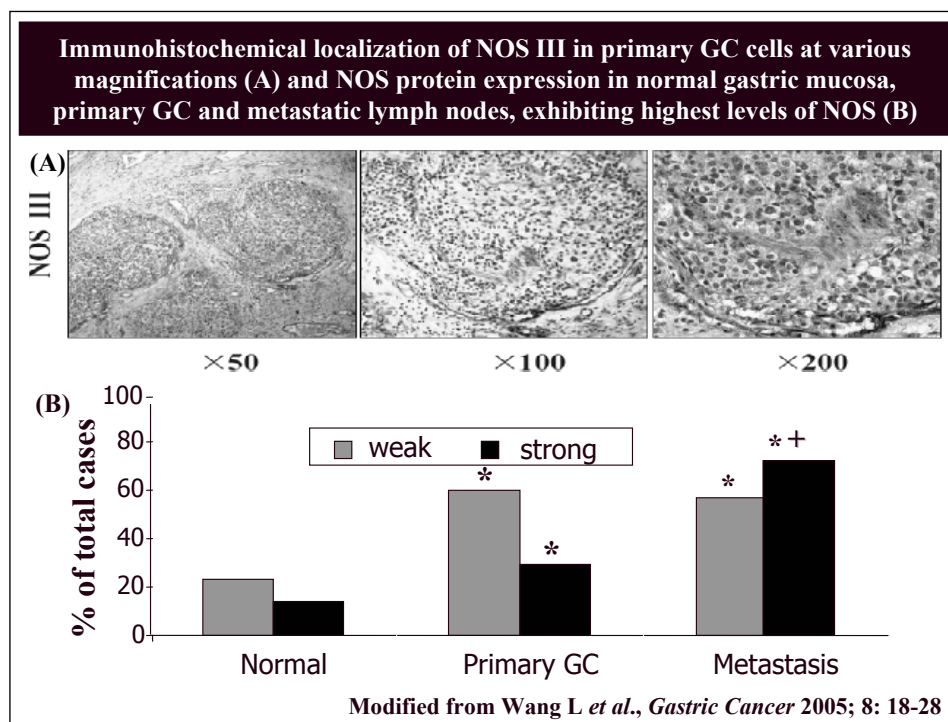 Immunohistochemical localization of NOS III in primary GC cells at various
magnifications (A) and NOS protein expression in normal gastric mucosa,
primary GC and metastatic lymph nodes, exhibiting highest levels of NOS (B)
(A)
NOS III
×50
×100
×200
(B)
% of total cases
100
80
60
40
20
0
weak
strong
*
*
*
* +
Normal
Primary GC
Metastasis
Modified from Wang L et al., Gastric Cancer 2005; 8: 18-28